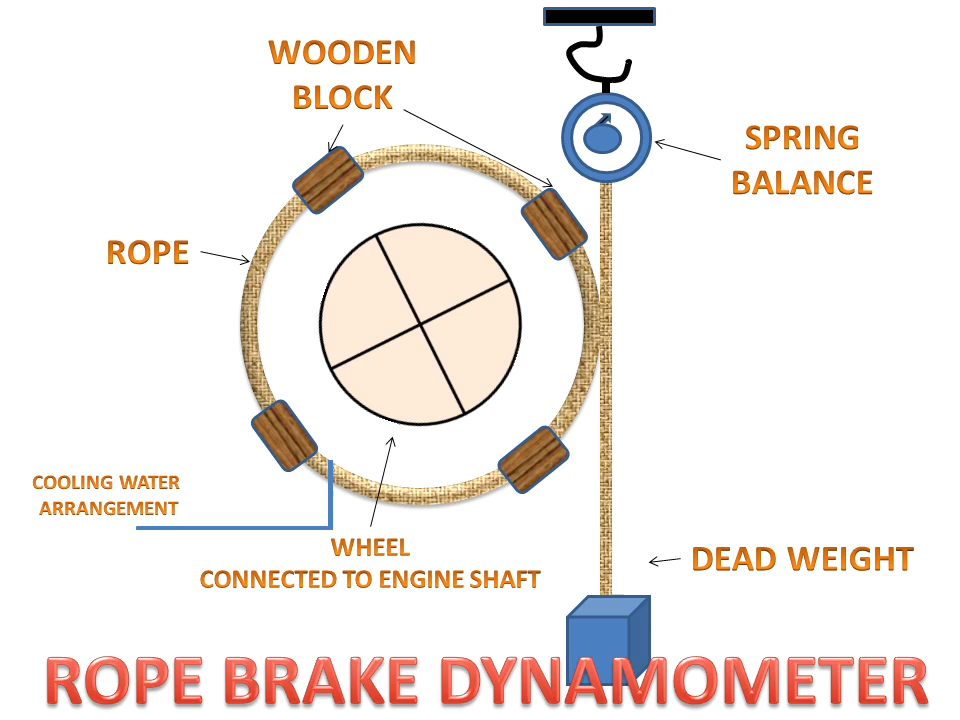 WOODEN
BLOCK
SPRING
BALANCE
ROPE
COOLING WATER
ARRANGEMENT
WHEEL
CONNECTED TO ENGINE SHAFT
DEAD WEIGHT
ROPE BRAKE DYNAMOMETER